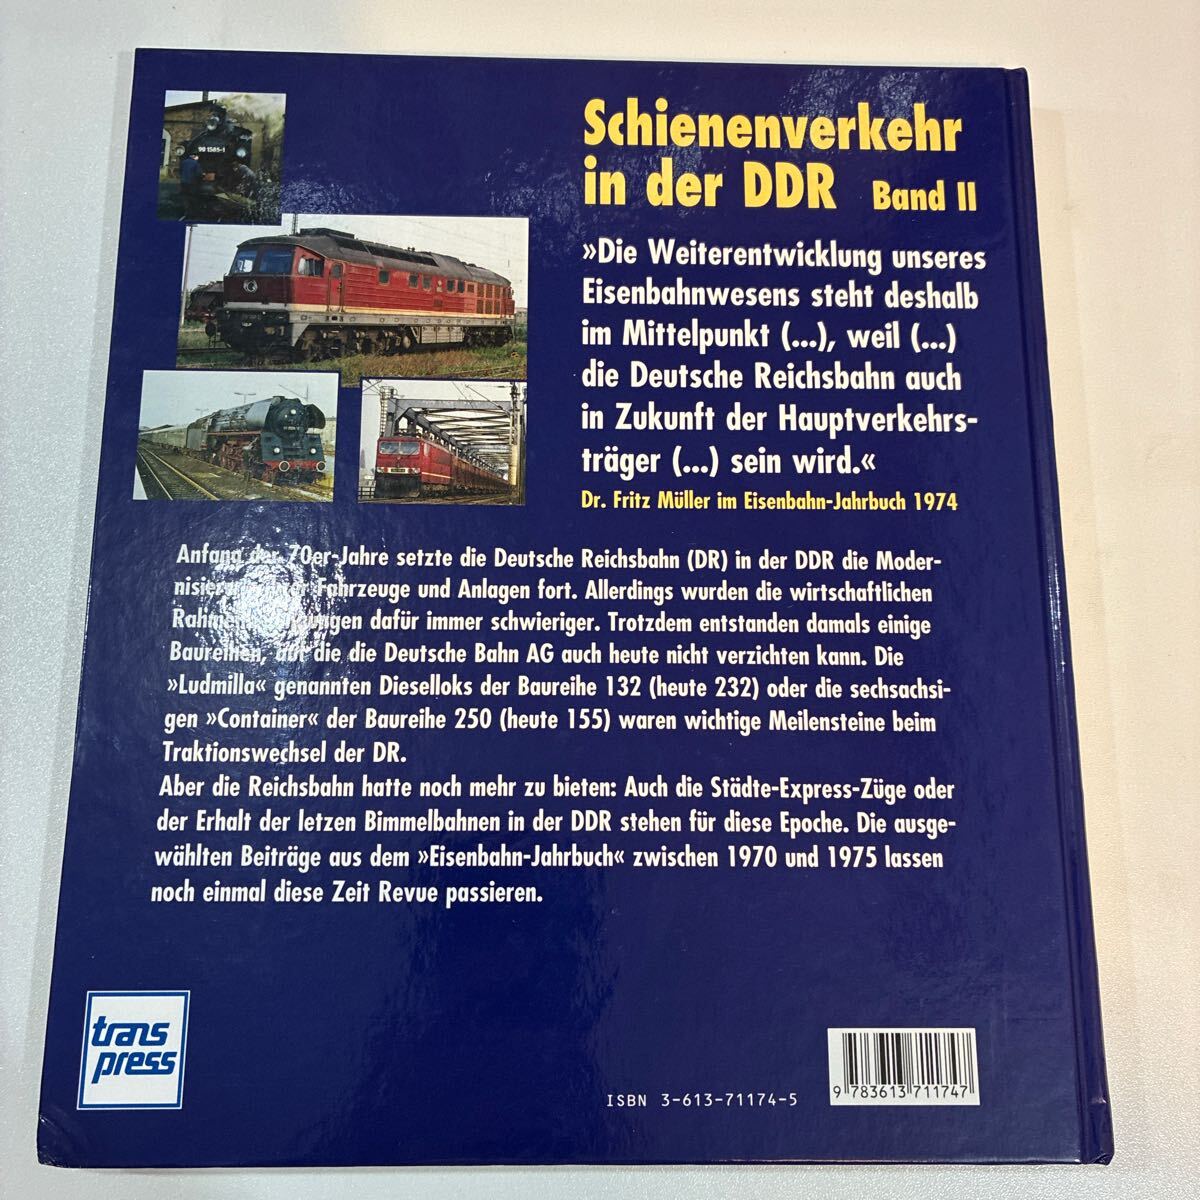 Schienenverkehr
in der DDR Band II
»Die Weiterentwicklung unseres
Eisenbahnwesens steht deshalb
im Mittelpunkt (...), weil (...)
die Deutsche Reichsbahn auch
in Zukunft der Hauptverkehrs-
träger (...) sein wird.«
Dr. Fritz Müller im Eisenbahn-Jahrbuch 1974
99 1585-1
Anfang der 70er-Jahre setzte die Deutsche Reichsbahn (DR) in der DDR die Moder-
Fahrzeuge und Anlagen fort. Allerdings wurden die wirtschaftlichen
dafür immer schwieriger. Trotzdem entstanden damals einige
Baureihen, auf die die Deutsche Bahn AG auch heute nicht verzichten kann. Die
»Ludmilla« genannten Dieselloks der Baureihe 132 (heute 232) oder die sechsachsi-
gen »Container« der Baureihe 250 (heute 155) waren wichtige Meilensteine beim
Traktionswechsel der DR.
Aber die Reichsbahn hatte noch mehr zu bieten: Auch die Städte-Express-Züge oder
der Erhalt der letzen Bimmelbahnen in der DDR stehen für diese Epoche. Die ausge-
wählten Beiträge aus dem »Eisenbahn-Jahrbuch« zwischen 1970 und 1975 lassen
noch einmal diese Zeit Revue passieren.
trans
press
ISBN 3-613-71174-5
9 783613 711747